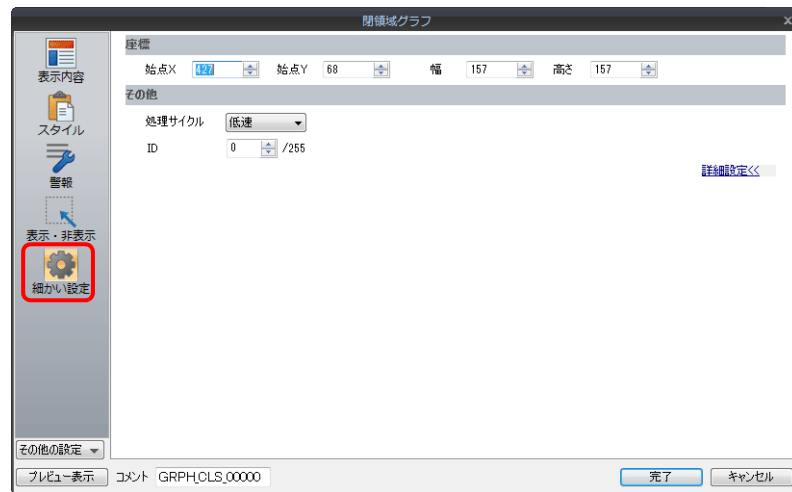 閉領域グラフ
表示内容
スタイル
警報
表示・非表示
細かい設定
その他の設定
座標
始点X 427 始点Y 68 幅 157 高さ 157
その他
処理サイクル 低速
ID 0 /255
詳細設定<<
プレビュー表示 コメント GRPH_CLS_00000 完了 キャンセル